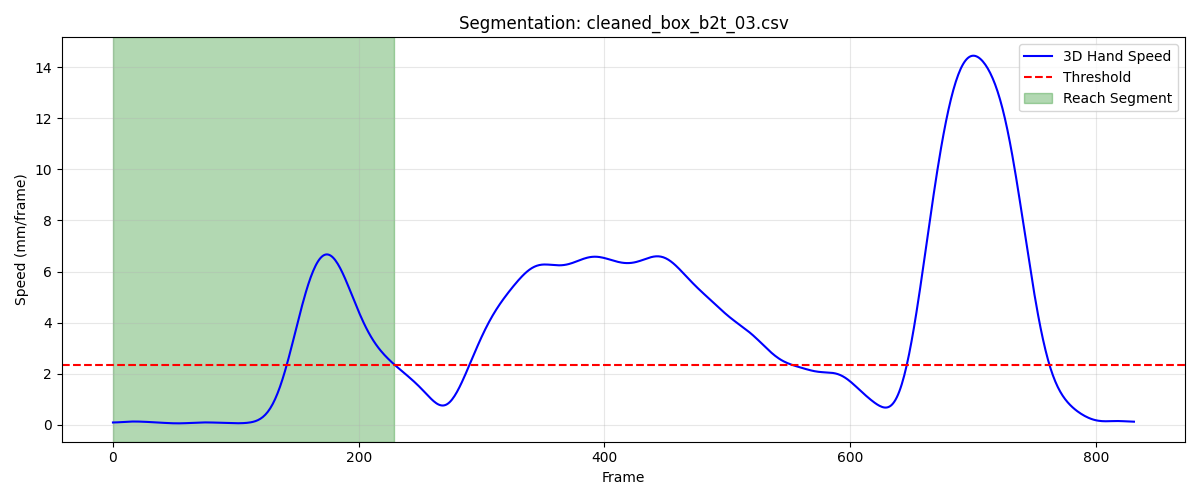 Segmentation: cleaned_box_b2t_03.csv
Speed (mm/frame)
14
12
10
8
6
4
2
0
0 200 400 600 800
Frame
3D Hand Speed
Threshold
Reach Segment